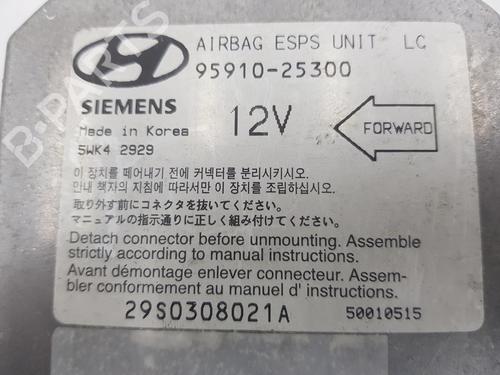 AIRBAG ESPS UNIT LC
95910-25300
SIEMENS
12V
FORWARD
Made in Korea
5WK4 2929
이 장치를 떼어내기 전에 커넥터를 분리시키시오.
안내 책자의 지침에 따라서만 이 장치를 조립하십시오.
取り外す前にコネクタを抜いてください。
マニュアルの指示通りに正しく組み付けてください。
Detach connector before unmounting. Assemble
strictly according to manual instructions.
Avant démontage enlever connecteur. Assem-
bler conformement au manuel d' instructions.
29S0308021A
50010515
B-PARTS